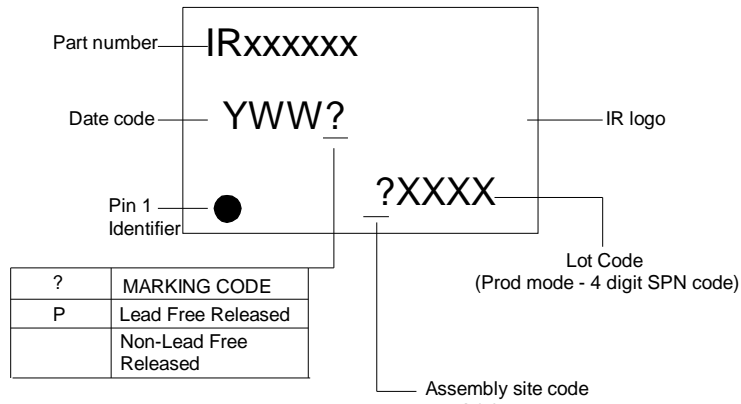 Part number
IRxxxxxx
Date code
YWW?
IR logo
?XXXX
Pin 1
Identifier
Lot Code
(Prod mode - 4 digit SPN code)
? MARKING CODE
P Lead Free Released
Non-Lead Free
Released
Assembly site code